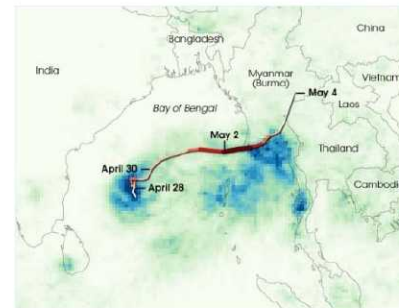 China
Bangladesh
India
Myanmar
(Burma)
Vietnam
May 4
Laos
Bay of Bengal
May 2
Thailand
April 30
April 28
Cambodia